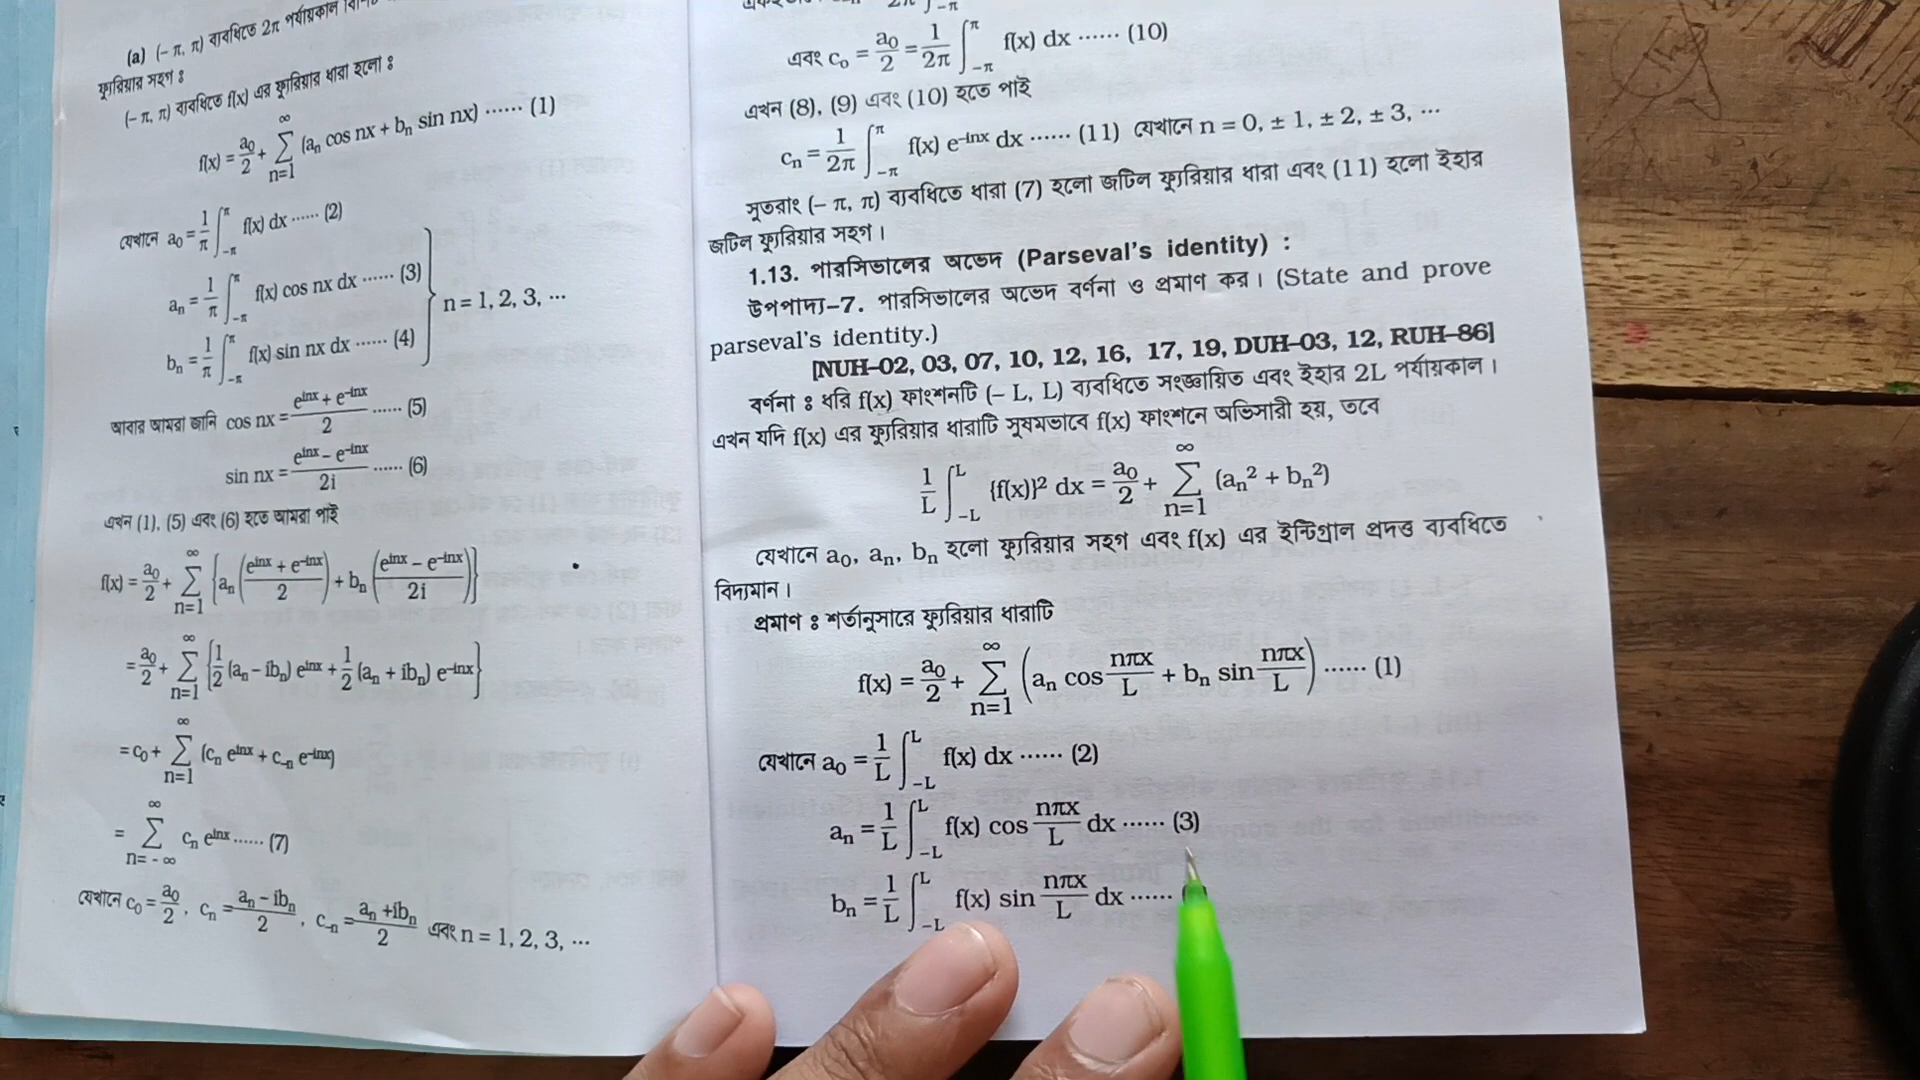 (a) (– π, π) ব্যবধিতে 2π পর্যায়কাল
ফুরিয়ার সহগ ঃ
(– π, π) ব্যবধিতে f(x) এর ফুরিয়ার ধারা হলো ঃ
f(x) = a₀/2 + ∑_{n=1}^{∞} (aₙ cos nx + bₙ sin nx) ...... (1)
যেখানে a₀ = 1/π ∫_{–π}^{π} f(x) dx ...... (2)
aₙ = 1/π ∫_{–π}^{π} f(x) cos nx dx ...... (3)
bₙ = 1/π ∫_{–π}^{π} f(x) sin nx dx ...... (4)
} n = 1, 2, 3, ...
আবার আমরা জানি cos nx = (e^{inx} + e^{–inx})/2 ...... (5)
sin nx = (e^{inx} – e^{–inx})/2i ...... (6)
এখন (1), (5) এবং (6) হতে আমরা পাই
f(x) = a₀/2 + ∑_{n=1}^{∞} {aₙ ((e^{inx} + e^{–inx})/2) + bₙ ((e^{inx} – e^{–inx})/2i)}
= a₀/2 + ∑_{n=1}^{∞} {1/2 (aₙ – ibₙ) e^{inx} + 1/2 (aₙ + ibₙ) e^{–inx}}
= c₀ + ∑_{n=1}^{∞} (cₙ e^{inx} + c₋ₙ e^{–inx})
= ∑_{n= - ∞}^{∞} cₙ e^{inx} ...... (7)
যেখানে c₀ = a₀/2, cₙ = (aₙ – ibₙ)/2, c₋ₙ = (aₙ +ibₙ)/2 এবং n = 1, 2, 3, ...
এবং c₀ = a₀/2 = 1/2π ∫_{–π}^{π} f(x) dx ...... (10)
এখন (8), (9) এবং (10) হতে পাই
cₙ = 1/2π ∫_{–π}^{π} f(x) e^{–inx} dx ...... (11) যেখানে n = 0, ± 1, ± 2, ± 3, ...
সুতরাং (– π, π) ব্যবধিতে ধারা (7) হলো জটিল ফ্যুরিয়ার ধারা এবং (11) হলো ইহার
জটিল ফ্যুরিয়ার সহগ।
1.13. পারসিভালের অভেদ (Parseval's identity) :
উপপাদ্য–7. পারসিভালের অভেদ বর্ণনা ও প্রমাণ কর। (State and prove
parseval's identity.)
[NUH–02, 03, 07, 10, 12, 16, 17, 19, DUH–03, 12, RUH–86]
বর্ণনা ঃ ধরি f(x) ফাংশনটি (– L, L) ব্যবধিতে সংজ্ঞায়িত এবং ইহার 2L পর্যায়কাল।
এখন যদি f(x) এর ফ্যুরিয়ার ধারাটি সুষমভাবে f(x) ফাংশনে অভিসারী হয়, তবে
1/L ∫_{–L}^{L} {f(x)}² dx = a₀/2 + ∑_{n=1}^{∞} (aₙ² + bₙ²)
যেখানে a₀, aₙ, bₙ হলো ফ্যুরিয়ার সহগ এবং f(x) এর ইন্টিগ্রাল প্রদত্ত ব্যবধিতে
বিদ্যমান।
প্রমাণ ঃ শর্তানুসারে ফ্যুরিয়ার ধারাটি
f(x) = a₀/2 + ∑_{n=1}^{∞} (aₙ cos nπx/L + bₙ sin nπx/L) ...... (1)
যেখানে a₀ = 1/L ∫_{–L}^{L} f(x) dx ...... (2)
aₙ = 1/L ∫_{–L}^{L} f(x) cos nπx/L dx ...... (3)
bₙ = 1/L ∫_{–L}^{L} f(x) sin nπx/L dx ......